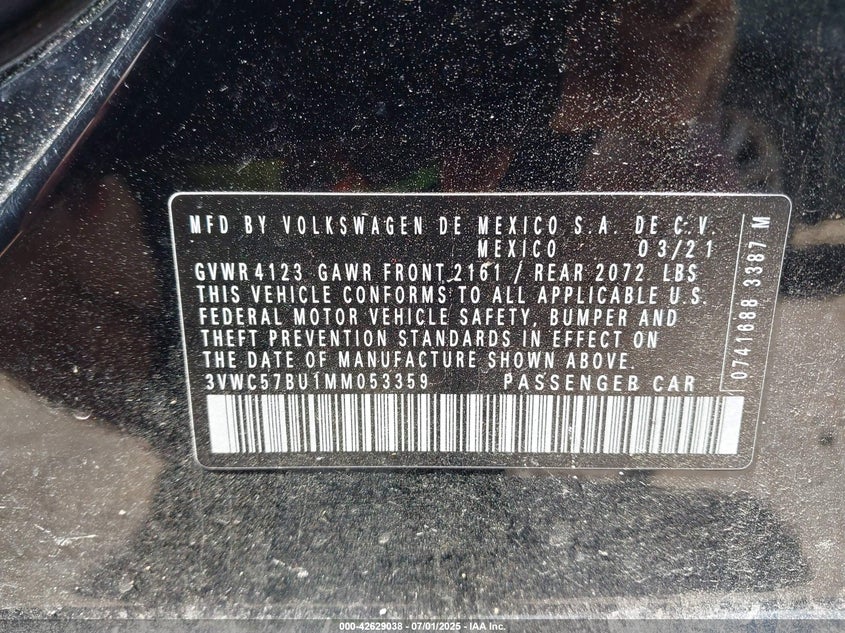 MFD BY VOLKSWAGEN DE MEXICO S.A. DE C.V.
MEXICO 03/21
GVWR 4123 GAWR FRONT 2161 / REAR 2072 LBS
THIS VEHICLE CONFORMS TO ALL APPLICABLE U.S.
FEDERAL MOTOR VEHICLE SAFETY, BUMPER AND
THEFT PREVENTION STANDARDS IN EFFECT ON
THE DATE OF MANUFACTURE SHOWN ABOVE.
3VWC57BU1MM053359 PASSENGER CAR
0741688 3387 M
000-42629038 - 07/01/2025 - IAA Inc.